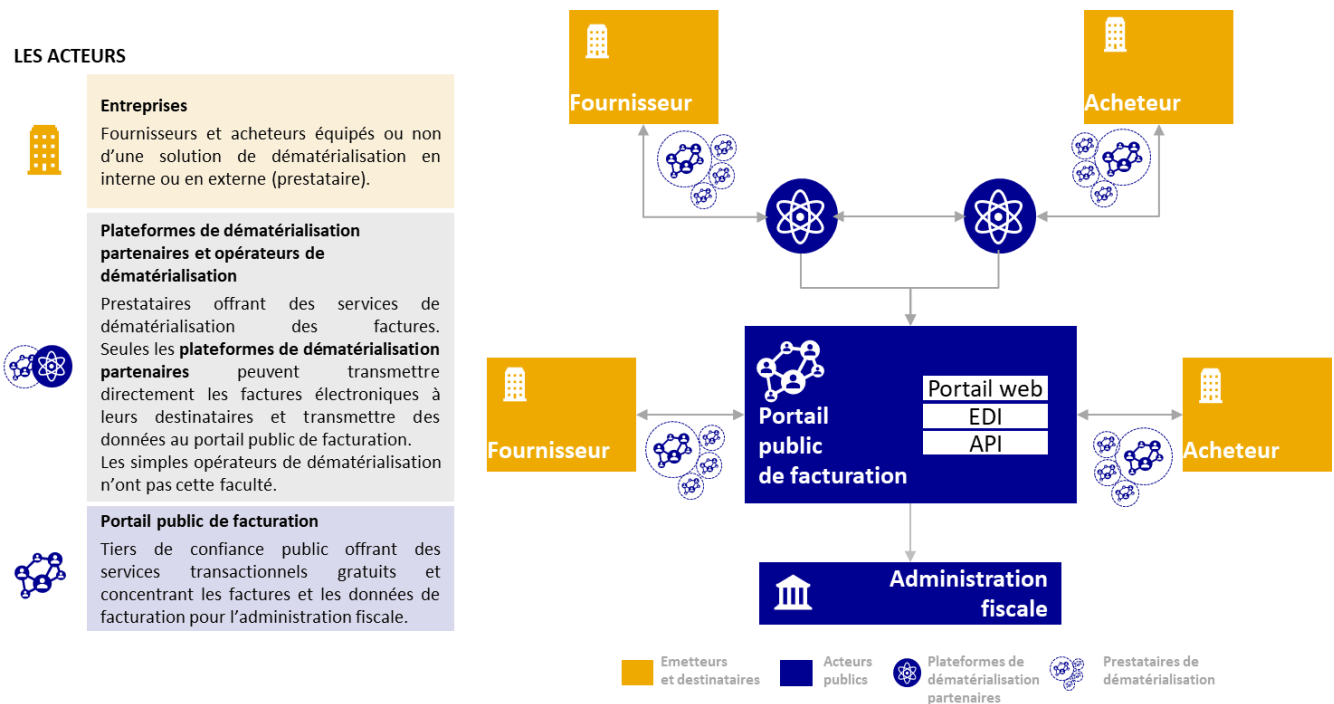 LES ACTEURS
Entreprises
Fournisseurs et acheteurs équipés ou non
d’une solution de dématérialisation en
interne ou en externe (prestataire).
Plateformes de dématérialisation
partenaires et opérateurs de
dématérialisation
Prestataires offrant des services de
dématérialisation des factures.
Seules les plateformes de dématérialisation
partenaires peuvent transmettre
directement les factures électroniques à
leurs destinataires et transmettre des
données au portail public de facturation.
Les simples opérateurs de dématérialisation
n’ont pas cette faculté.
Portail public de facturation
Tiers de confiance public offrant des
services transactionnels gratuits et
concentrant les factures et les données de
facturation pour l’administration fiscale.
Fournisseur
Acheteur
Fournisseur
Portail
public
de facturation
Portail web
EDI
API
Acheteur
Administration
fiscale
Emetteurs
et destinataires
Acteurs
publics
Plateformes de
dématérialisation
partenaires
Prestataires de
dématérialisation